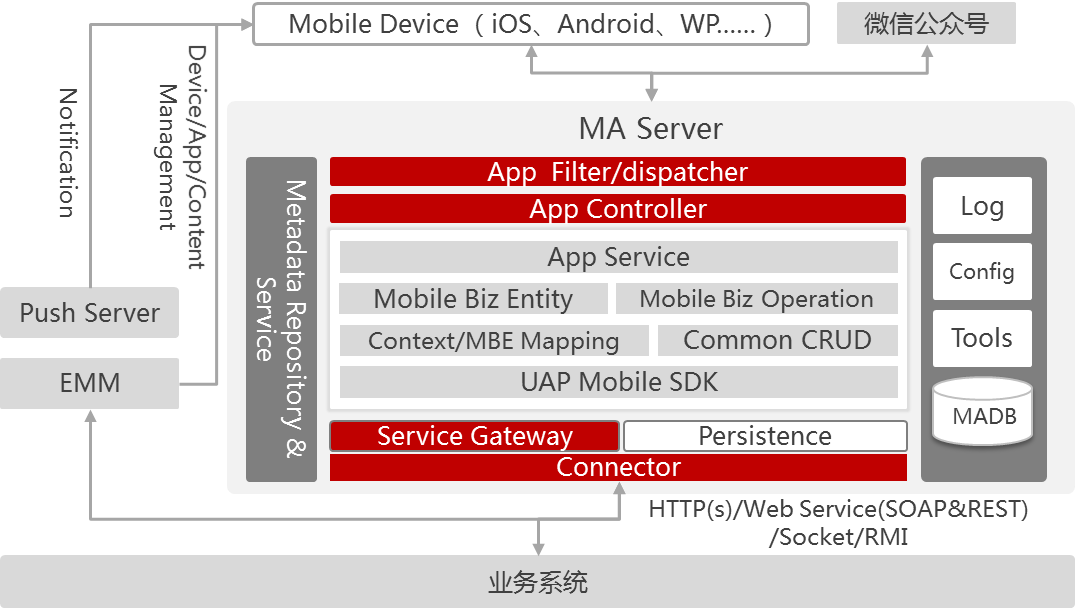 Mobile Device（iOS、Android、WP......）
微信公众号
Notification
Device/App/Content
Management
Push Server
EMM
MA Server
Metadata Repository &
Service
App Filter/dispatcher
App Controller
App Service
Mobile Biz Entity
Mobile Biz Operation
Context/MBE Mapping
Common CRUD
UAP Mobile SDK
Service Gateway
Persistence
Connector
Log
Config
Tools
MADB
HTTP(s)/Web Service(SOAP&REST)
/Socket/RMI
业务系统